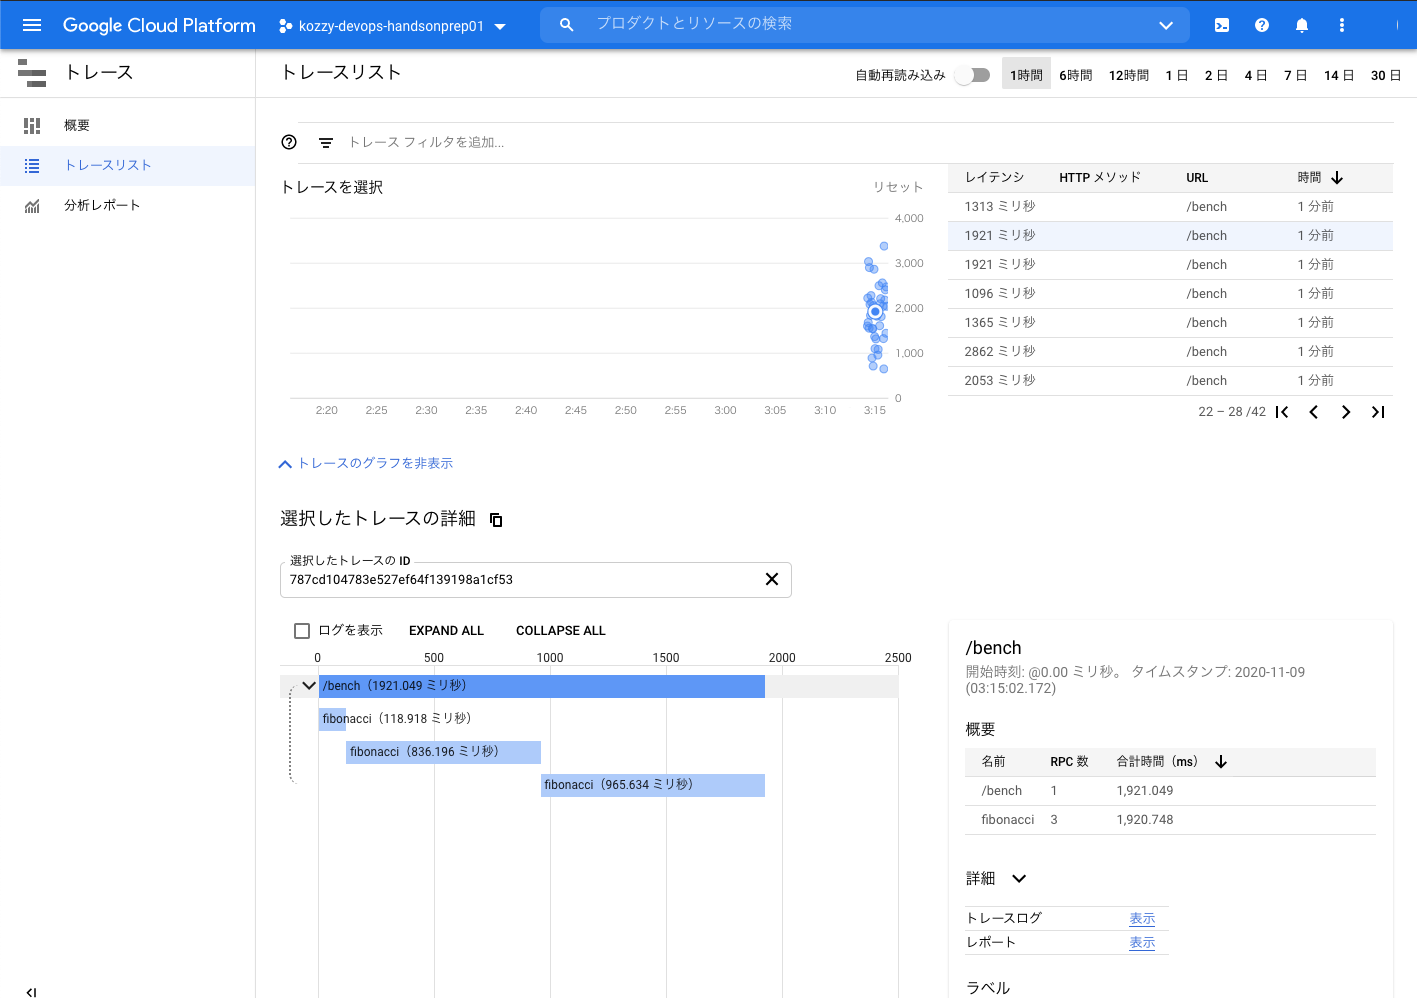 Google Cloud Platform
kozzy-devops-handsonprep01
プロダクトとリソースの検索
トレース
概要
トレースリスト
分析レポート
トレースリスト
自動再読み込み
1時間 6時間 12時間 1 日 2 日 4 日 7 日 14 日 30 日
トレース フィルタを追加...
トレースを選択
リセット
4,000
3,000
2,000
1,000
0
2:20 2:25 2:30 2:35 2:40 2:45 2:50 2:55 3:00 3:05 3:10 3:15
レイテンシ HTTP メソッド URL 時間
1313 ミリ秒 /bench 1 分前
1921 ミリ秒 /bench 1 分前
1921 ミリ秒 /bench 1 分前
1096 ミリ秒 /bench 1 分前
1365 ミリ秒 /bench 1 分前
2862 ミリ秒 /bench 1 分前
2053 ミリ秒 /bench 1 分前
22 – 28 /42
トレースのグラフを非表示
選択したトレースの詳細
選択したトレースの ID
787cd104783e527ef64f139198a1cf53
ログを表示 EXPAND ALL COLLAPSE ALL
0 500 1000 1500 2000 2500
/bench（1921.049 ミリ秒）
fibonacci（118.918 ミリ秒）
fibonacci（836.196 ミリ秒）
fibonacci（965.634 ミリ秒）
/bench
開始時刻: @0.00 ミリ秒。 タイムスタンプ: 2020-11-09
(03:15:02.172)
概要
名前 RPC 数 合計時間（ms）
/bench 1 1,921.049
fibonacci 3 1,920.748
詳細
トレースログ 表示
レポート 表示
ラベル